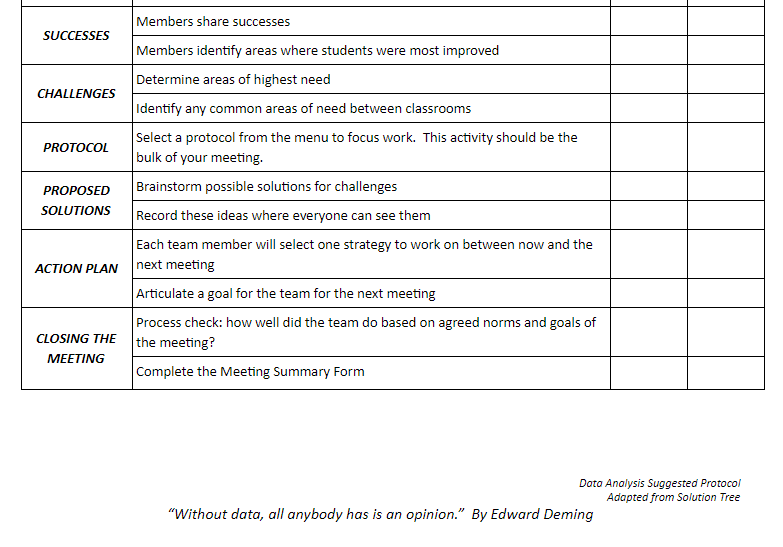 SUCCESSES
Members share successes
Members identify areas where students were most improved
CHALLENGES
Determine areas of highest need
Identify any common areas of need between classrooms
PROTOCOL
Select a protocol from the menu to focus work.  This activity should be the
bulk of your meeting.
PROPOSED
SOLUTIONS
Brainstorm possible solutions for challenges
Record these ideas where everyone can see them
ACTION PLAN
Each team member will select one strategy to work on between now and the
next meeting
Articulate a goal for the team for the next meeting
CLOSING THE
MEETING
Process check: how well did the team do based on agreed norms and goals of
the meeting?
Complete the Meeting Summary Form
Data Analysis Suggested Protocol
Adapted from Solution Tree
“Without data, all anybody has is an opinion.”  By Edward Deming